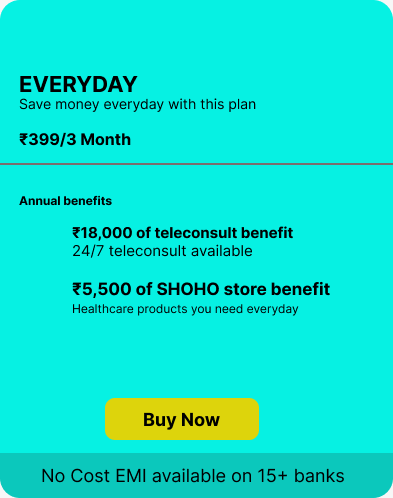 EVERYDAY
Save money everyday with this plan
₹399/3 Month
Annual benefits
₹18,000 of teleconsult benefit
24/7 teleconsult available
₹5,500 of SHOHO store benefit
Healthcare products you need everyday
Buy Now
No Cost EMI available on 15+ banks